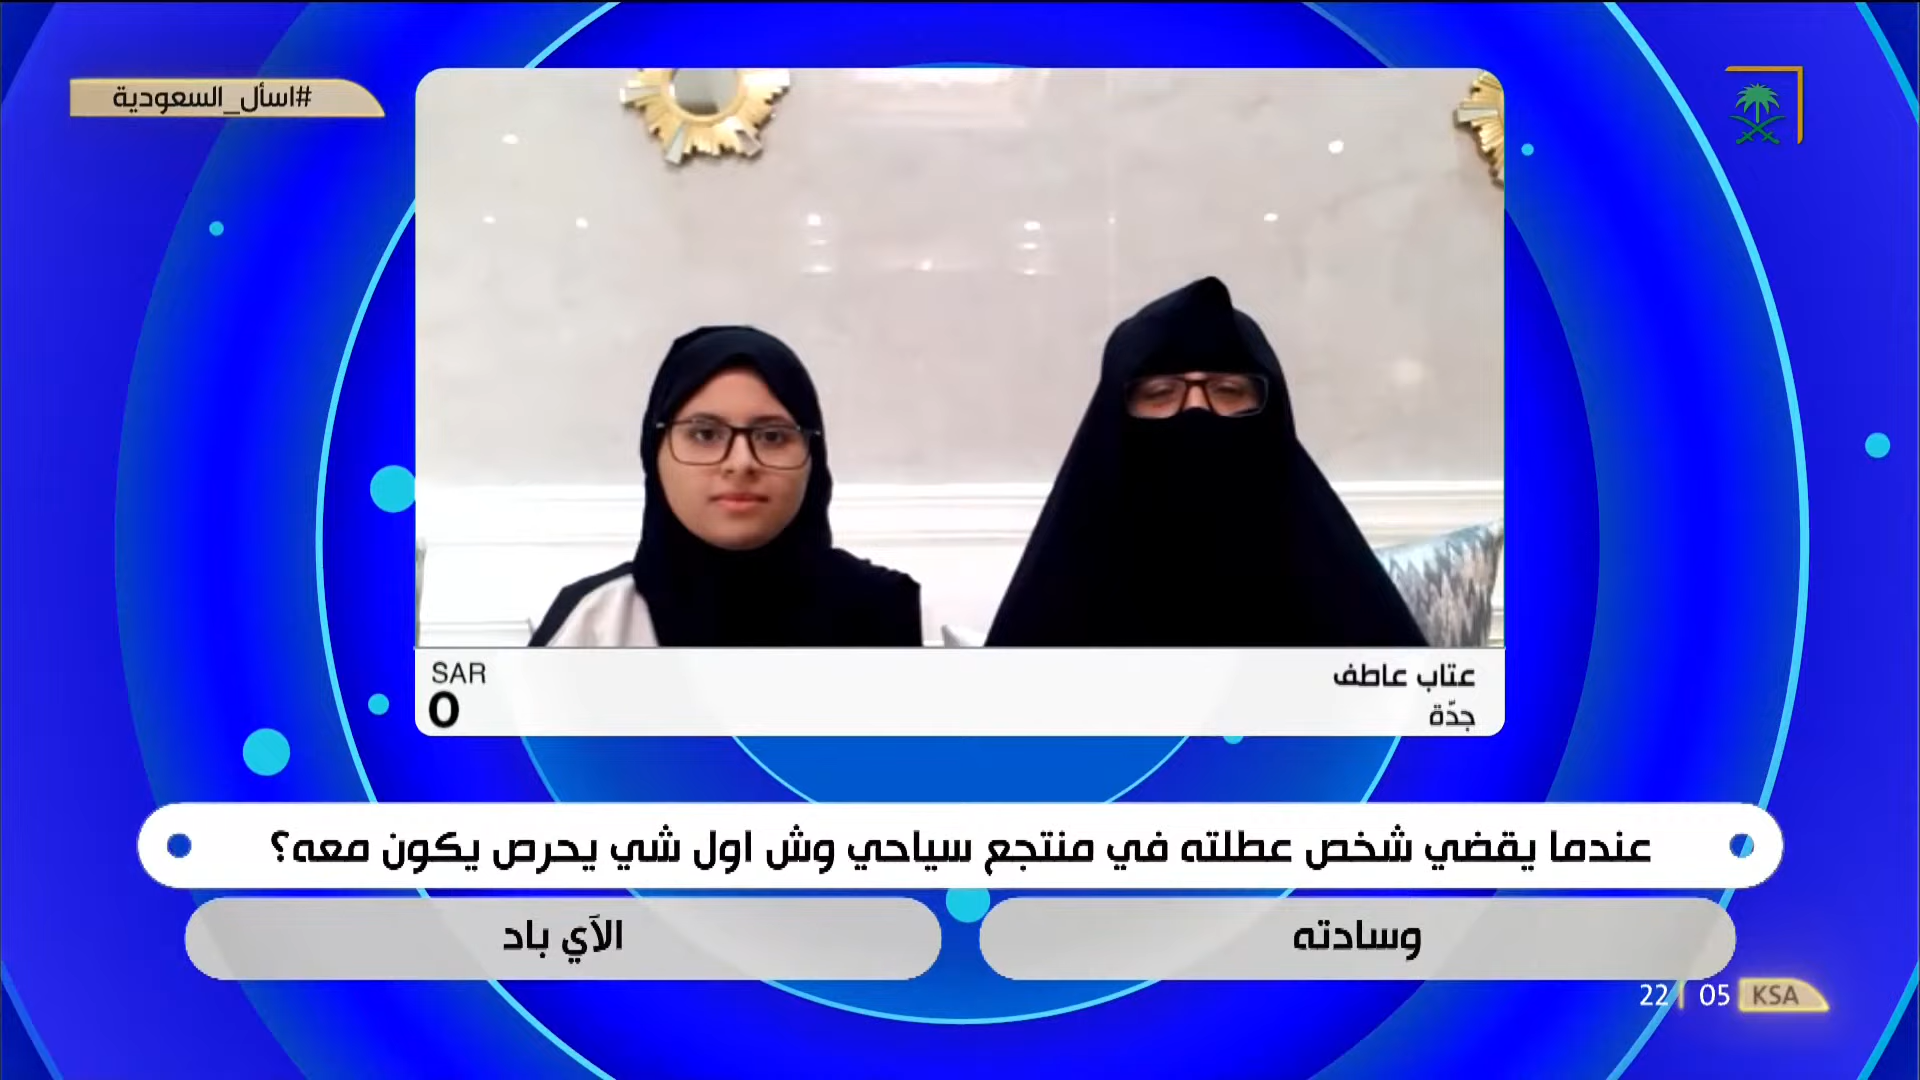 #اسأل_السعودية
عتاب عاطف
جدّة
SAR
0
عندما يقضي شخص عطلته في منتجع سياحي وش اول شي يحرص يكون معه؟
وسادته
الآي باد
22 05 KSA